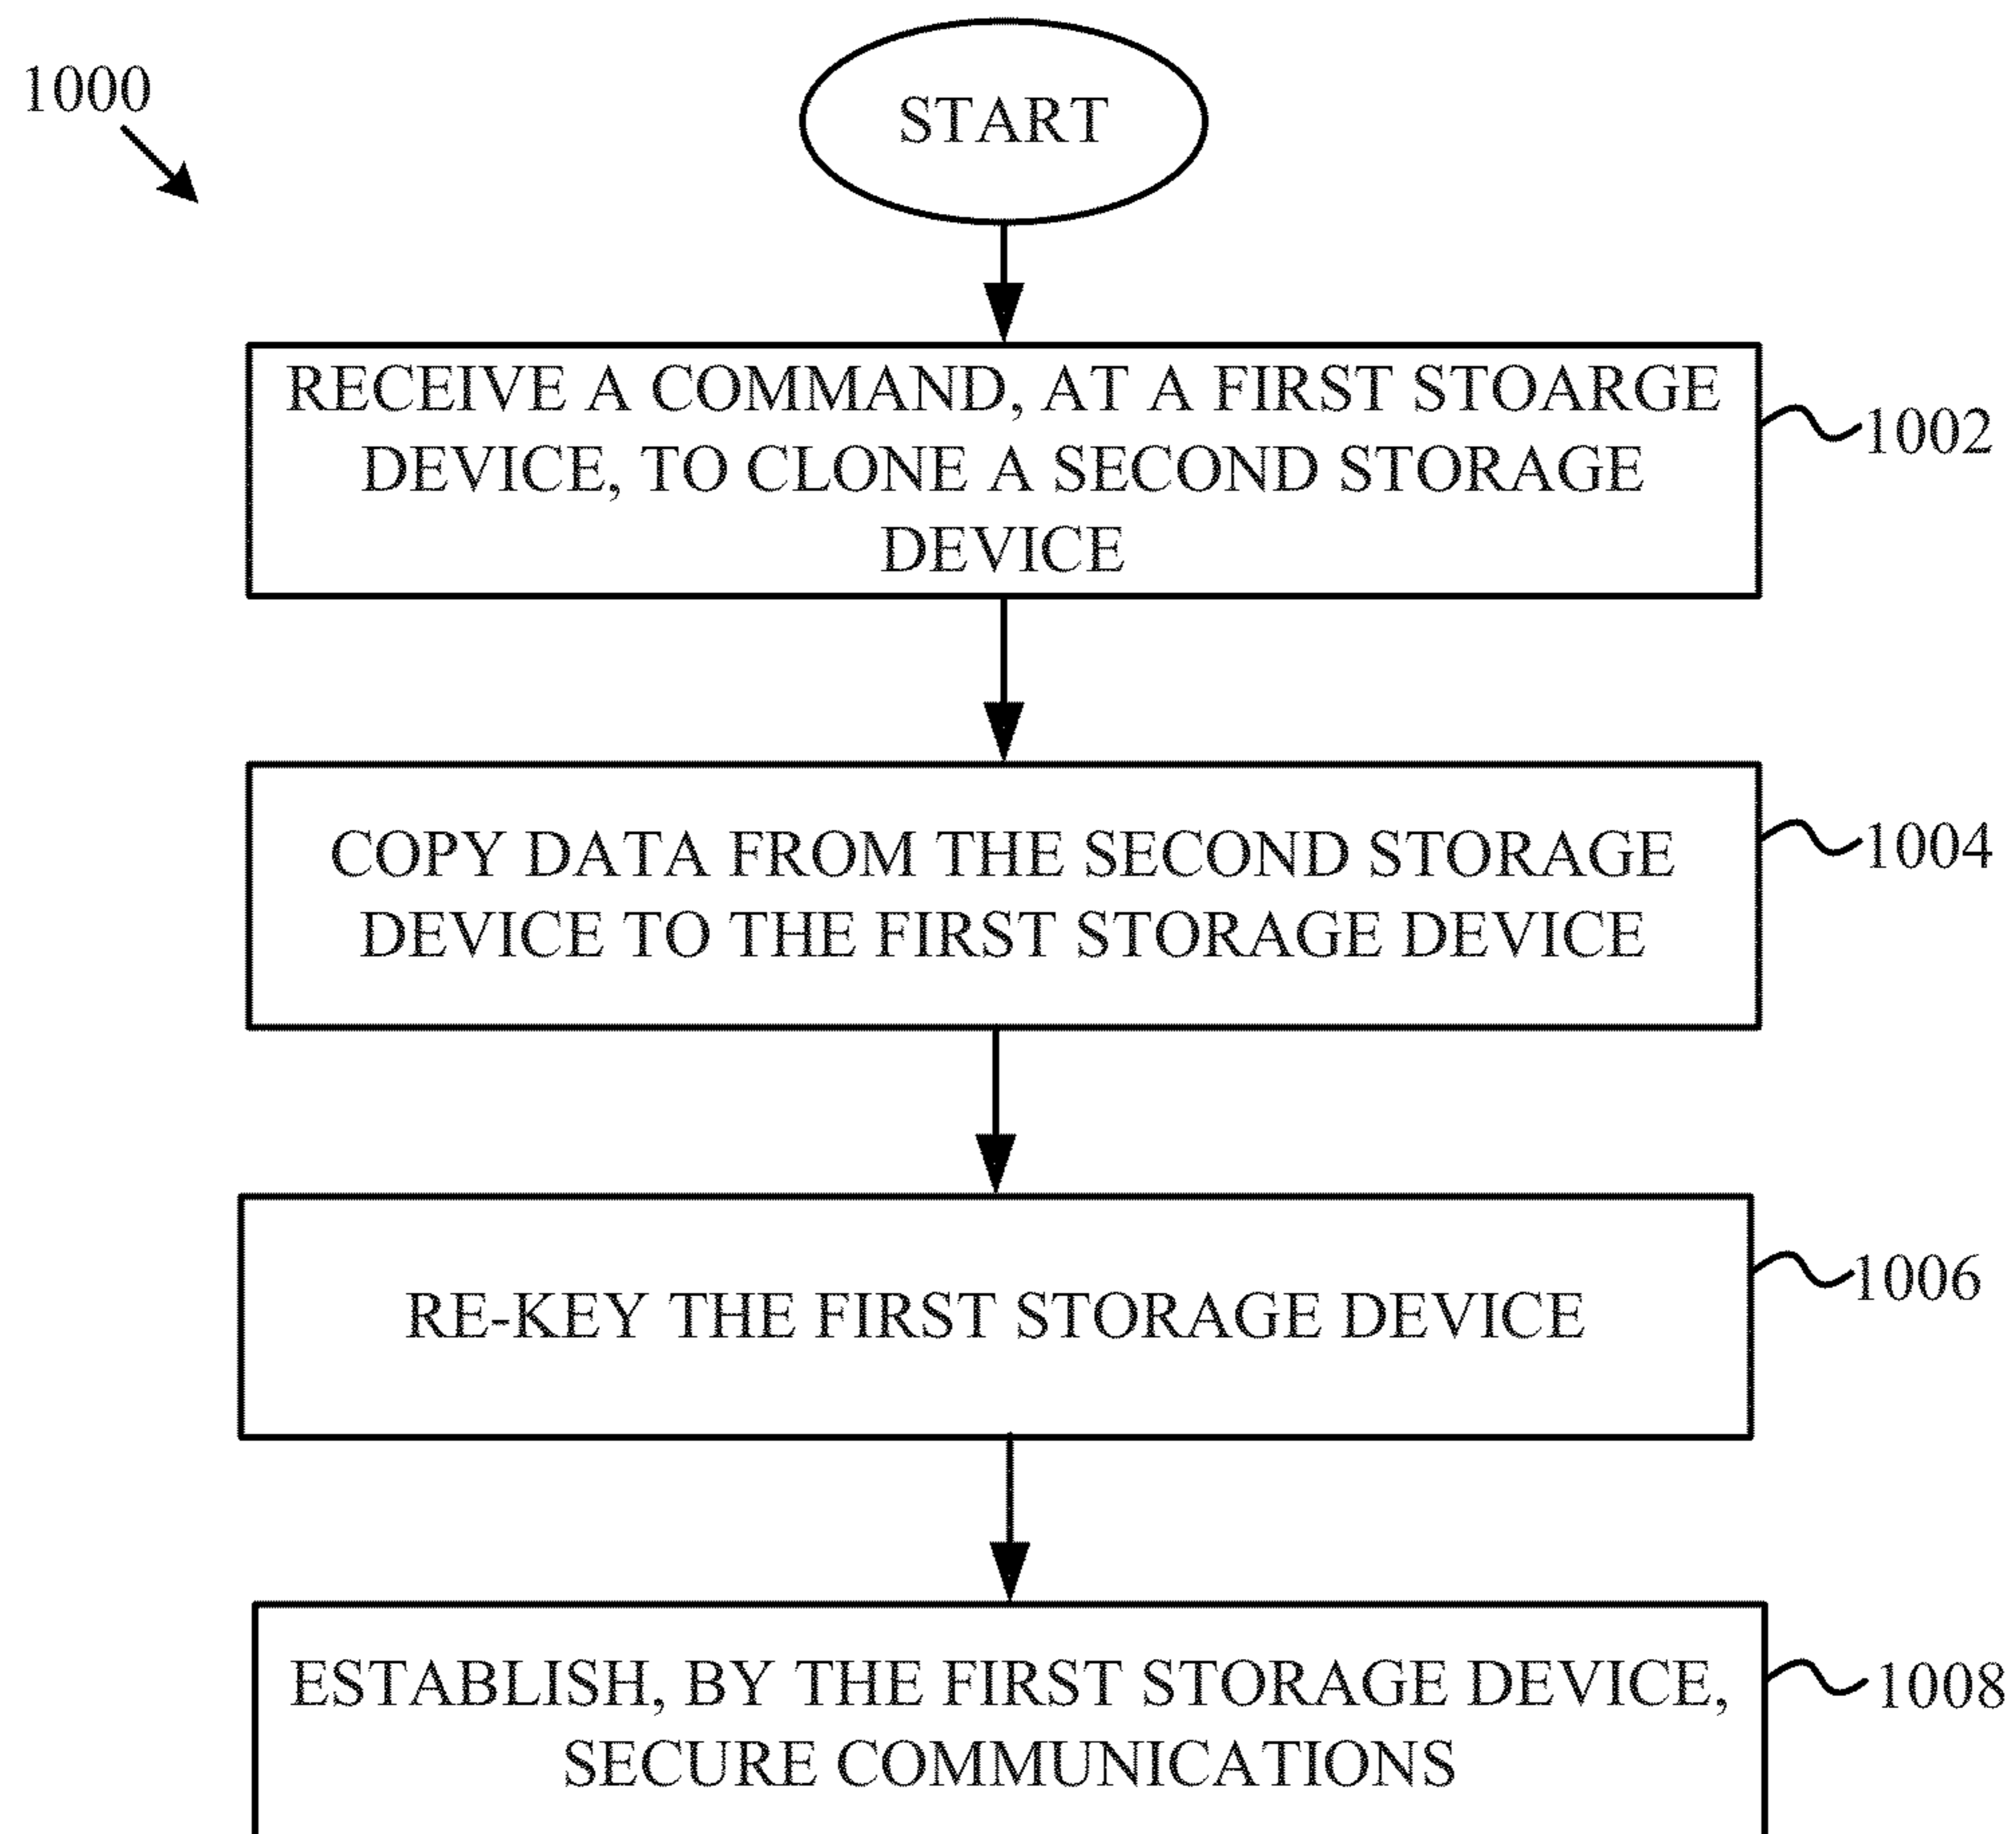 1000
START
RECEIVE A COMMAND, AT A FIRST STOARGE
DEVICE, TO CLONE A SECOND STORAGE
DEVICE
1002
COPY DATA FROM THE SECOND STORAGE
DEVICE TO THE FIRST STORAGE DEVICE
1004
RE-KEY THE FIRST STORAGE DEVICE
1006
ESTABLISH, BY THE FIRST STORAGE DEVICE,
SECURE COMMUNICATIONS
1008